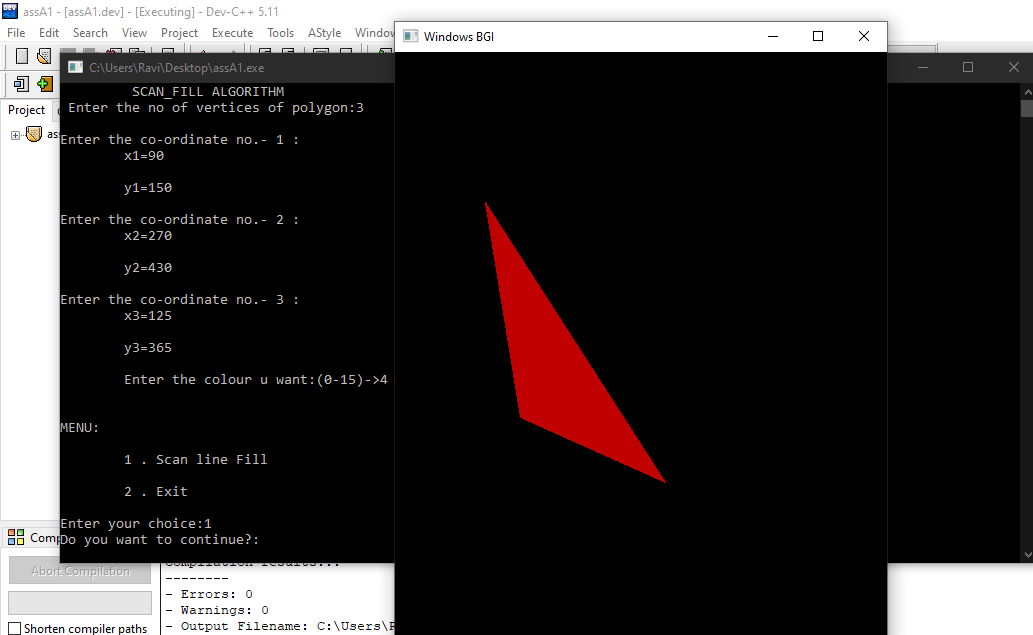 assA1 - [assA1.dev] - [Executing] - Dev-C++ 5.11
File Edit Search View Project Execute Tools AStyle Window
Windows BGI
C:\Users\Ravi\Desktop\assA1.exe
Project
SCAN_FILL ALGORITHM
Enter the no of vertices of polygon:3
Enter the co-ordinate no.- 1 :
x1=90
y1=150
Enter the co-ordinate no.- 2 :
x2=270
y2=430
Enter the co-ordinate no.- 3 :
x3=125
y3=365
Enter the colour u want:(0-15)->4
MENU:
1 . Scan line Fill
2 . Exit
Enter your choice:1
Do you want to continue?:
Abort Compilation
Compilation results...
--------
- Errors: 0
- Warnings: 0
- Output Filename: C:\Users\
Shorten compiler paths